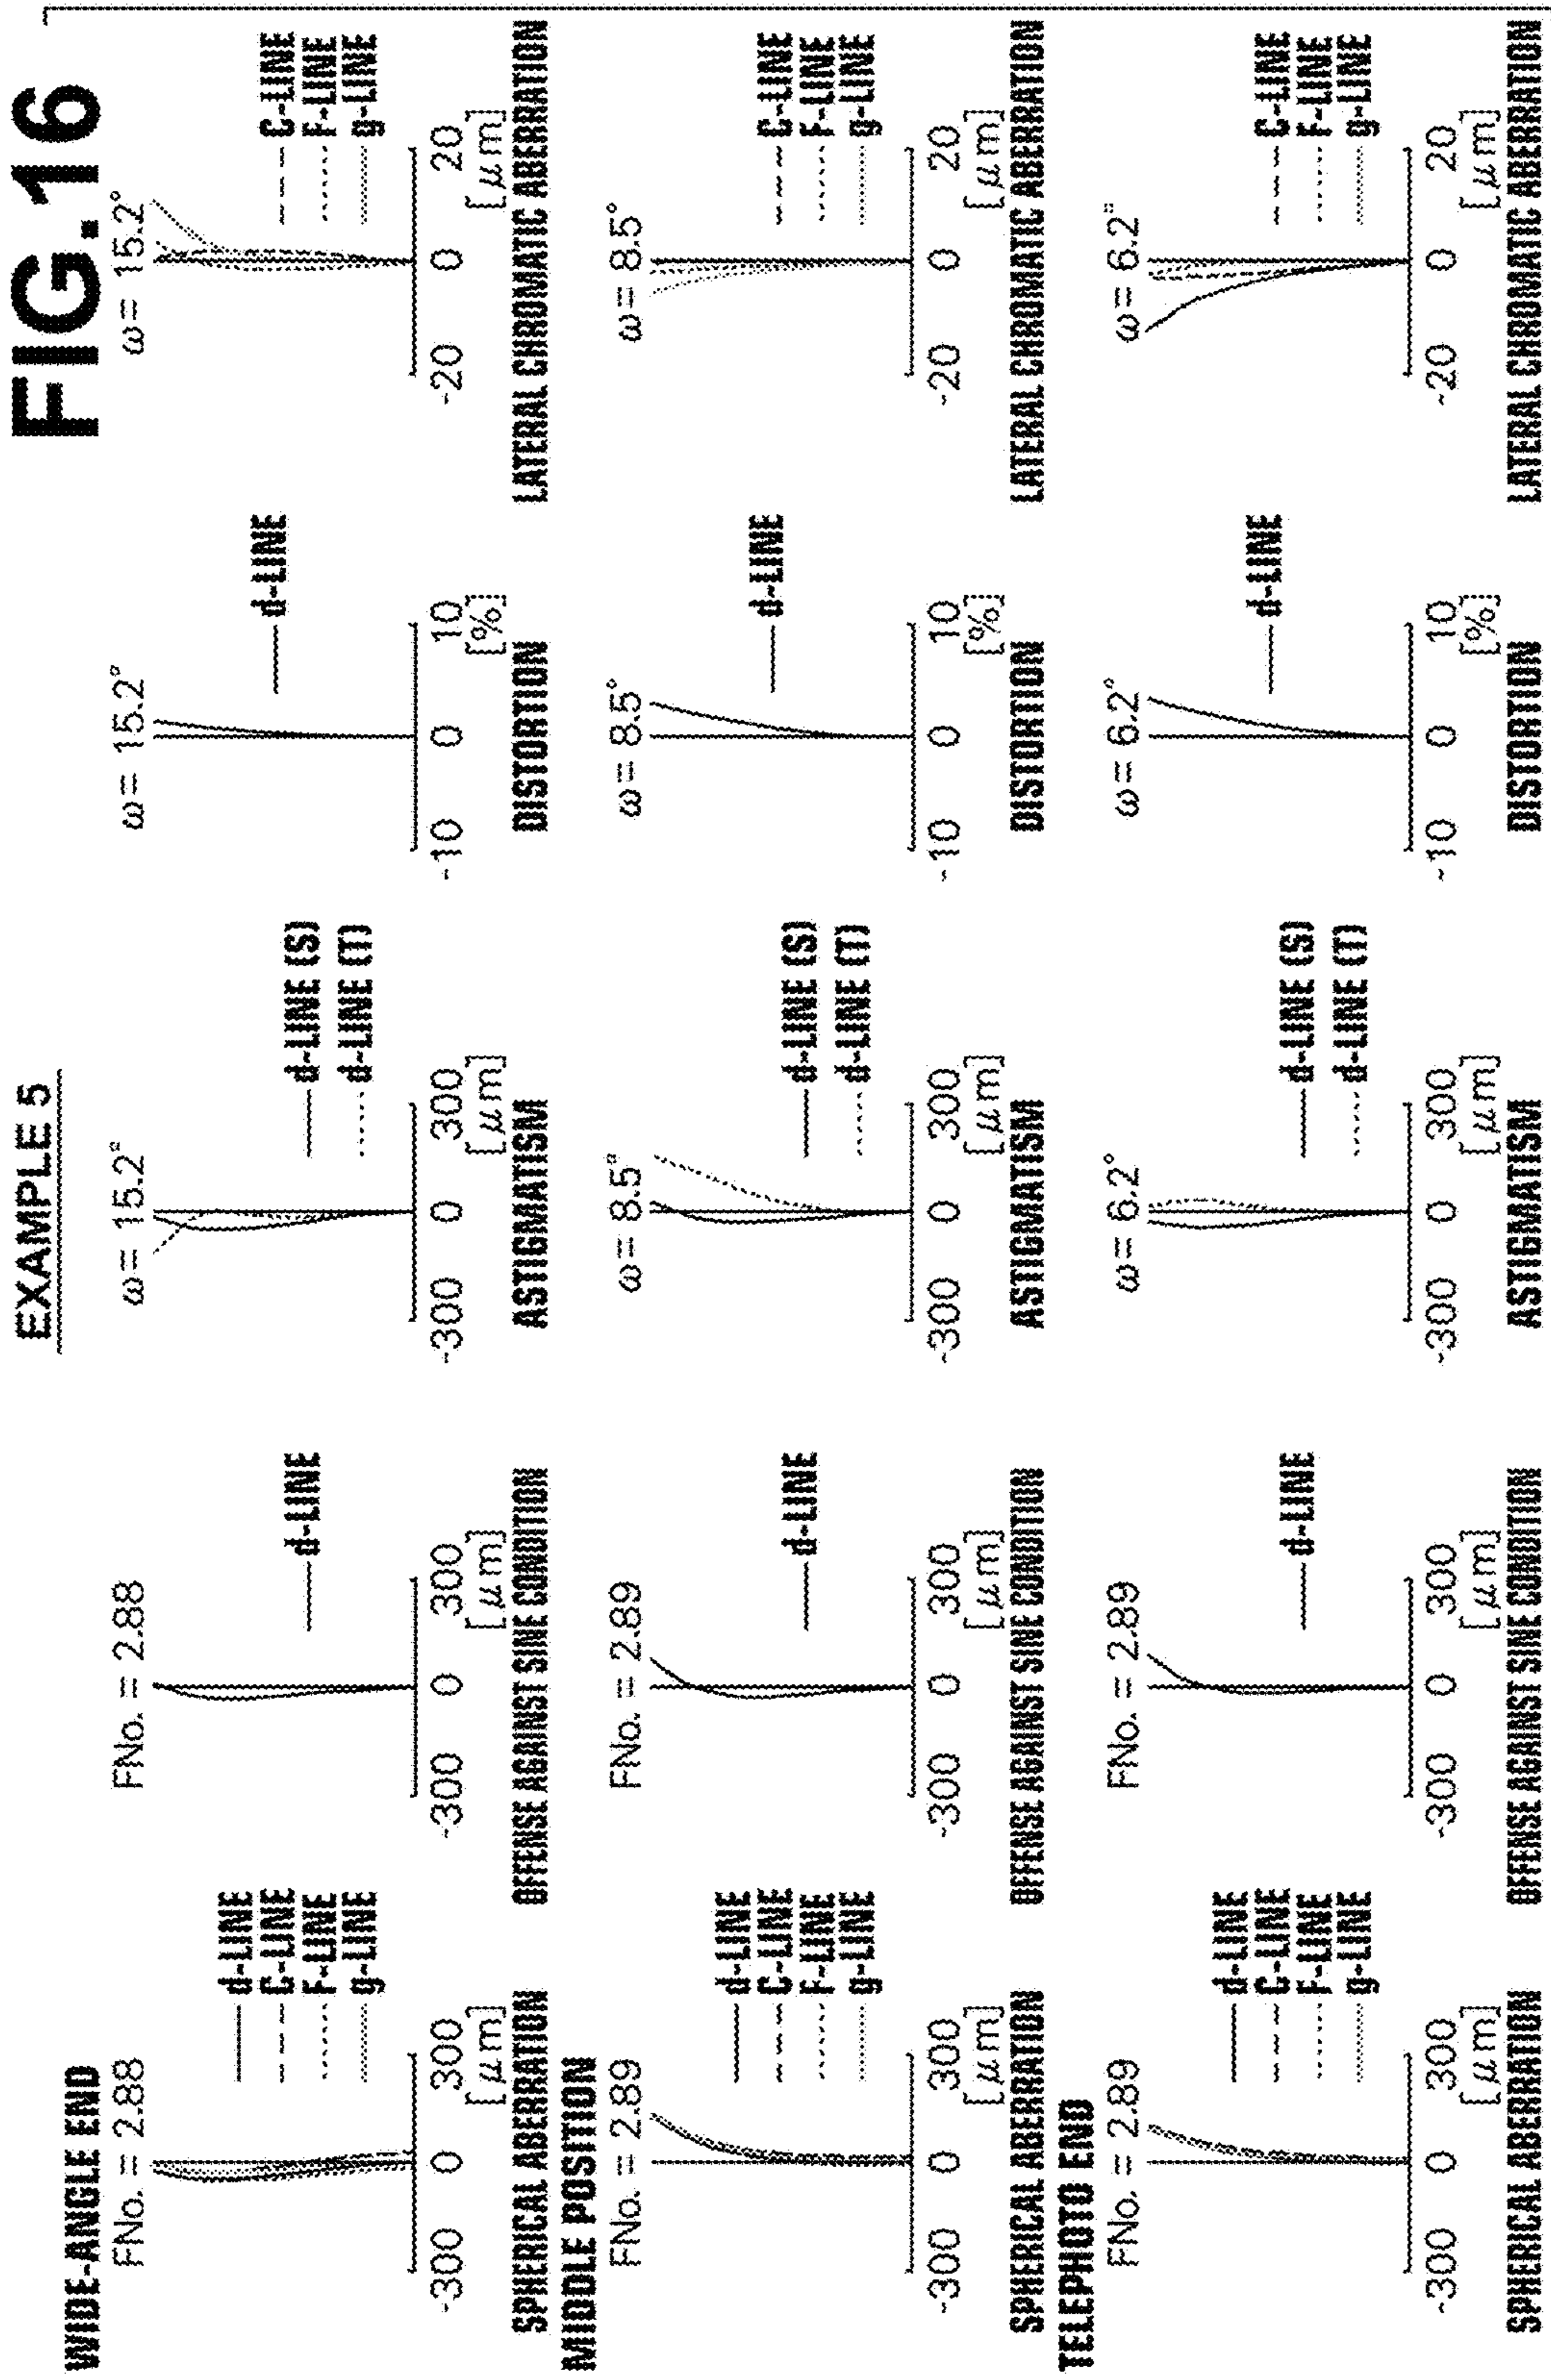 FIG.16
EXAMPLE 5
WIDE-ANGLE END
FNo. = 2.88
d-LINE
C-LINE
F-LINE
g-LINE
-300 0 300
[μm]
SPHERICAL ABERRATION
FNo. = 2.88
d-LINE
-300 0 300
[μm]
OFFENSE AGAINST SINE CONDITION
ω = 15.2°
d-LINE (S)
d-LINE (T)
-300 0 300
[μm]
ASTIGMATISM
ω = 15.2°
d-LINE
-10 0 10
[%]
DISTORTION
ω = 15.2°
C-LINE
F-LINE
g-LINE
-20 0 20
[μm]
LATERAL CHROMATIC ABERRATION
MIDDLE POSITION
FNo. = 2.89
d-LINE
C-LINE
F-LINE
g-LINE
-300 0 300
[μm]
SPHERICAL ABERRATION
FNo. = 2.89
d-LINE
-300 0 300
[μm]
OFFENSE AGAINST SINE CONDITION
ω = 8.5°
d-LINE (S)
d-LINE (T)
-300 0 300
[μm]
ASTIGMATISM
ω = 8.5°
d-LINE
-10 0 10
[%]
DISTORTION
ω = 8.5°
C-LINE
F-LINE
g-LINE
-20 0 20
[μm]
LATERAL CHROMATIC ABERRATION
TELEPHOTO END
FNo. = 2.89
d-LINE
C-LINE
F-LINE
g-LINE
-300 0 300
[μm]
SPHERICAL ABERRATION
FNo. = 2.89
d-LINE
-300 0 300
[μm]
OFFENSE AGAINST SINE CONDITION
ω = 6.2°
d-LINE (S)
d-LINE (T)
-300 0 300
[μm]
ASTIGMATISM
ω = 6.2°
d-LINE
-10 0 10
[%]
DISTORTION
ω = 6.2°
C-LINE
F-LINE
g-LINE
-20 0 20
[μm]
LATERAL CHROMATIC ABERRATION